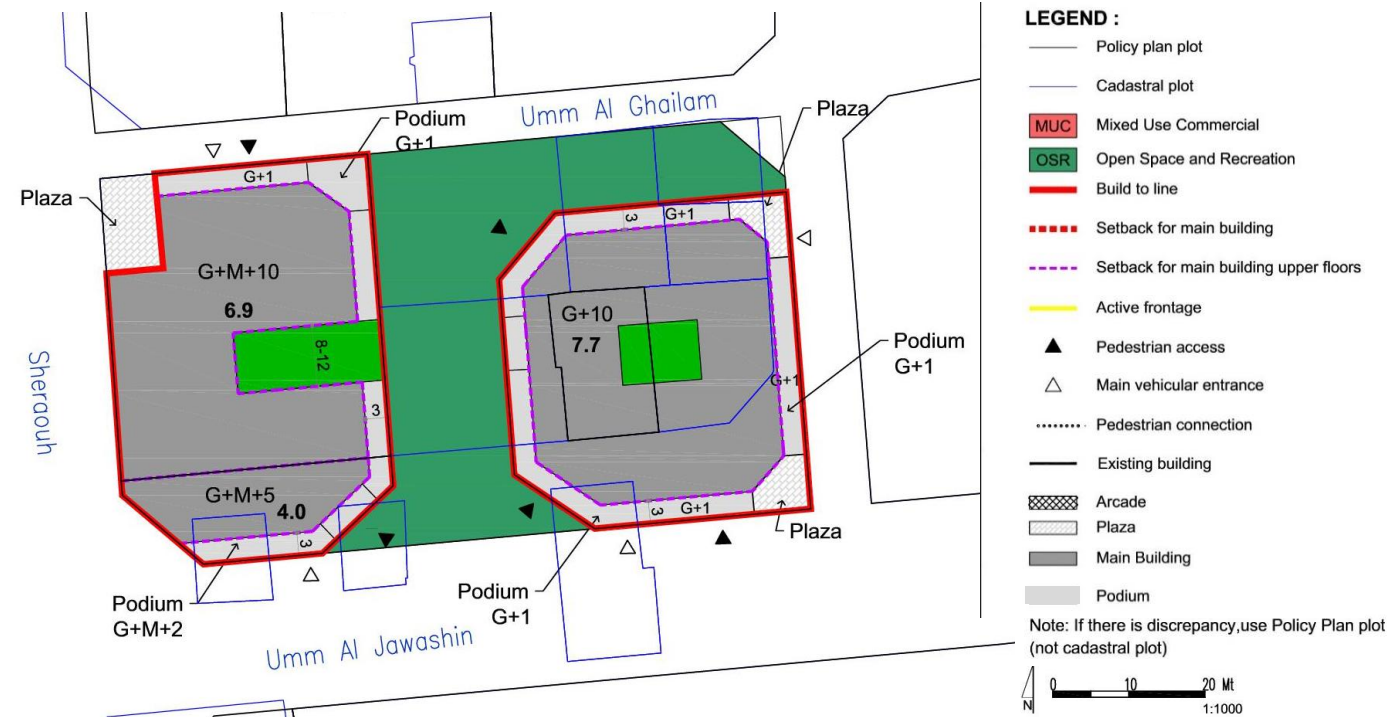 Umm Al Ghailam
Plaza
Podium
G+1
G+1
Plaza
3
G+1
G+M+10
6.9
8-12
G+10
7.7
Podium
G+1
G+1
Sheraouh
3
G+M+5
4.0
3
3
G+1
Plaza
Podium
G+M+2
Podium
G+1
Umm Al Jawashin
LEGEND :
Policy plan plot
Cadastral plot
MUC Mixed Use Commercial
OSR Open Space and Recreation
Build to line
Setback for main building
Setback for main building upper floors
Active frontage
Pedestrian access
Main vehicular entrance
Pedestrian connection
Existing building
Arcade
Plaza
Main Building
Podium
Note: If there is discrepancy,use Policy Plan plot
(not cadastral plot)
N
0 10 20 Mt
1:1000